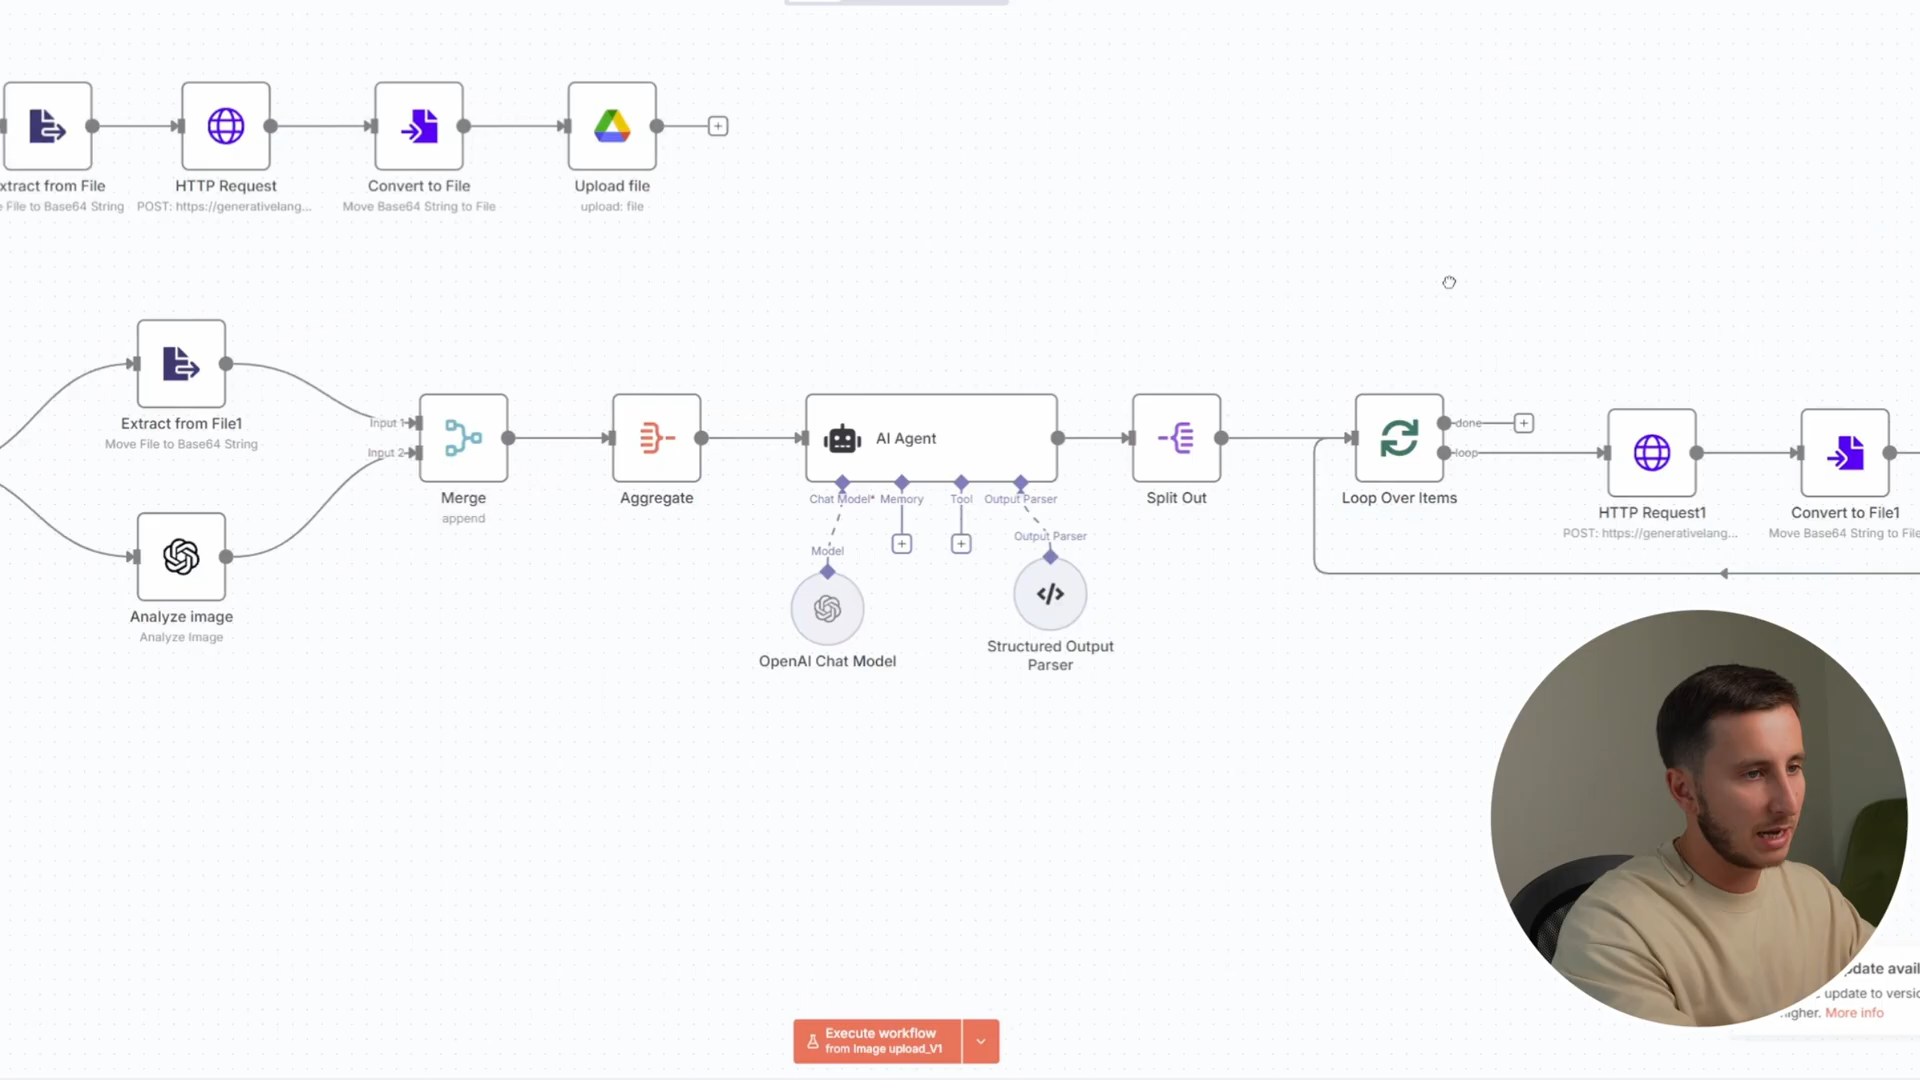 xtract from File
HTTP Request
Convert to File
Upload file
e File to Base64 String
POST: https://generativelang...
Move Base64 String to File
upload: file
Extract from File1
Move File to Base64 String
Input 1
Input 2
Merge
append
Aggregate
AI Agent
Chat Model*
Memory
Tool
Output Parser
Split Out
done
loop
Loop Over Items
HTTP Request1
POST: https://generativelang...
Convert to File1
Move Base64 String to File
Model
Output Parser
OpenAI Chat Model
Structured Output
Parser
Analyze image
Analyze Image
pdate avail
update to versio
igher. More info
Execute workflow
from Image upload_V1